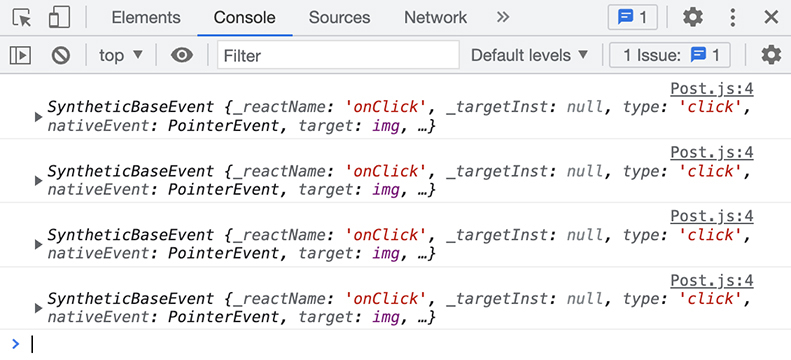 Elements Console Sources Network » 1
top ▼ Filter Default levels ▼ 1 Issue: 1
Post.js:4
SyntheticBaseEvent {_reactName: 'onClick', _targetInst: null, type: 'click',
nativeEvent: PointerEvent, target: img, …}
Post.js:4
SyntheticBaseEvent {_reactName: 'onClick', _targetInst: null, type: 'click',
nativeEvent: PointerEvent, target: img, …}
Post.js:4
SyntheticBaseEvent {_reactName: 'onClick', _targetInst: null, type: 'click',
nativeEvent: PointerEvent, target: img, …}
Post.js:4
SyntheticBaseEvent {_reactName: 'onClick', _targetInst: null, type: 'click',
nativeEvent: PointerEvent, target: img, …}